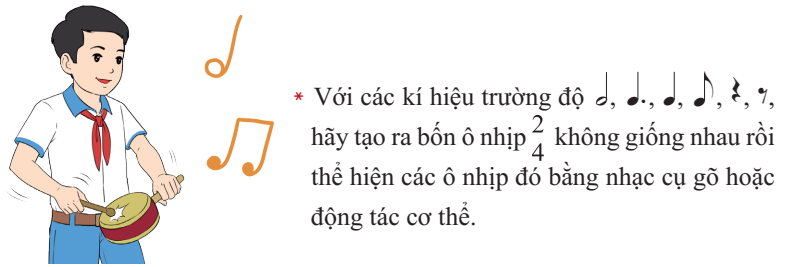 * Với các kí hiệu trường độ 𝅗𝅥, ♩., ♩, ♪, 𝄽, 𝄾,
hãy tạo ra bốn ô nhịp 2/4 không giống nhau rồi
thể hiện các ô nhịp đó bằng nhạc cụ gõ hoặc
động tác cơ thể.